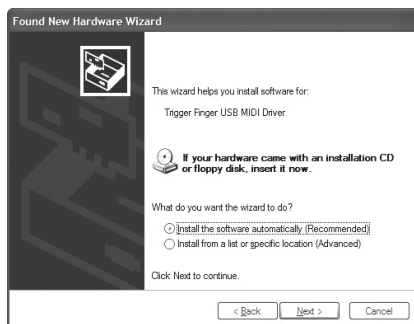 Found New Hardware Wizard
This wizard helps you install software for:
Trigger Finger USB MIDI Driver
If your hardware came with an installation CD
or floppy disk, insert it now.
What do you want the wizard to do?
Install the software automatically (Recommended)
Install from a list or specific location (Advanced)
Click Next to continue.
< Back Next > Cancel